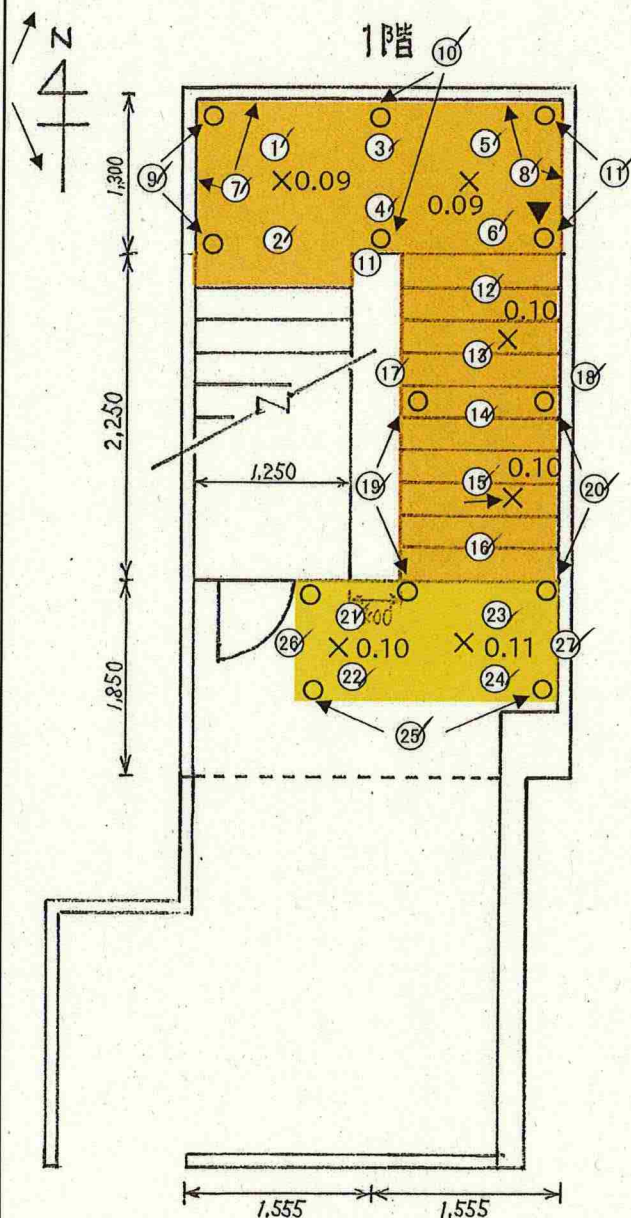 N
1階
⑩
1,300
① ③ ⑤
⑨ ⑦ ×0.09 ⑧ ⑪
④ 0.09 ×
② ⑥ ▼
⑪
⑫
0.10
×
⑬
⑰ ⑱
2,250
⑭
1,250
⑲ ⑮ 0.10 ⑳
×
⑯
㉑ ㉓
㉖ ×0.10 ×0.11 ㉗
㉒ ㉔
1,850
㉕
1,555 1,555